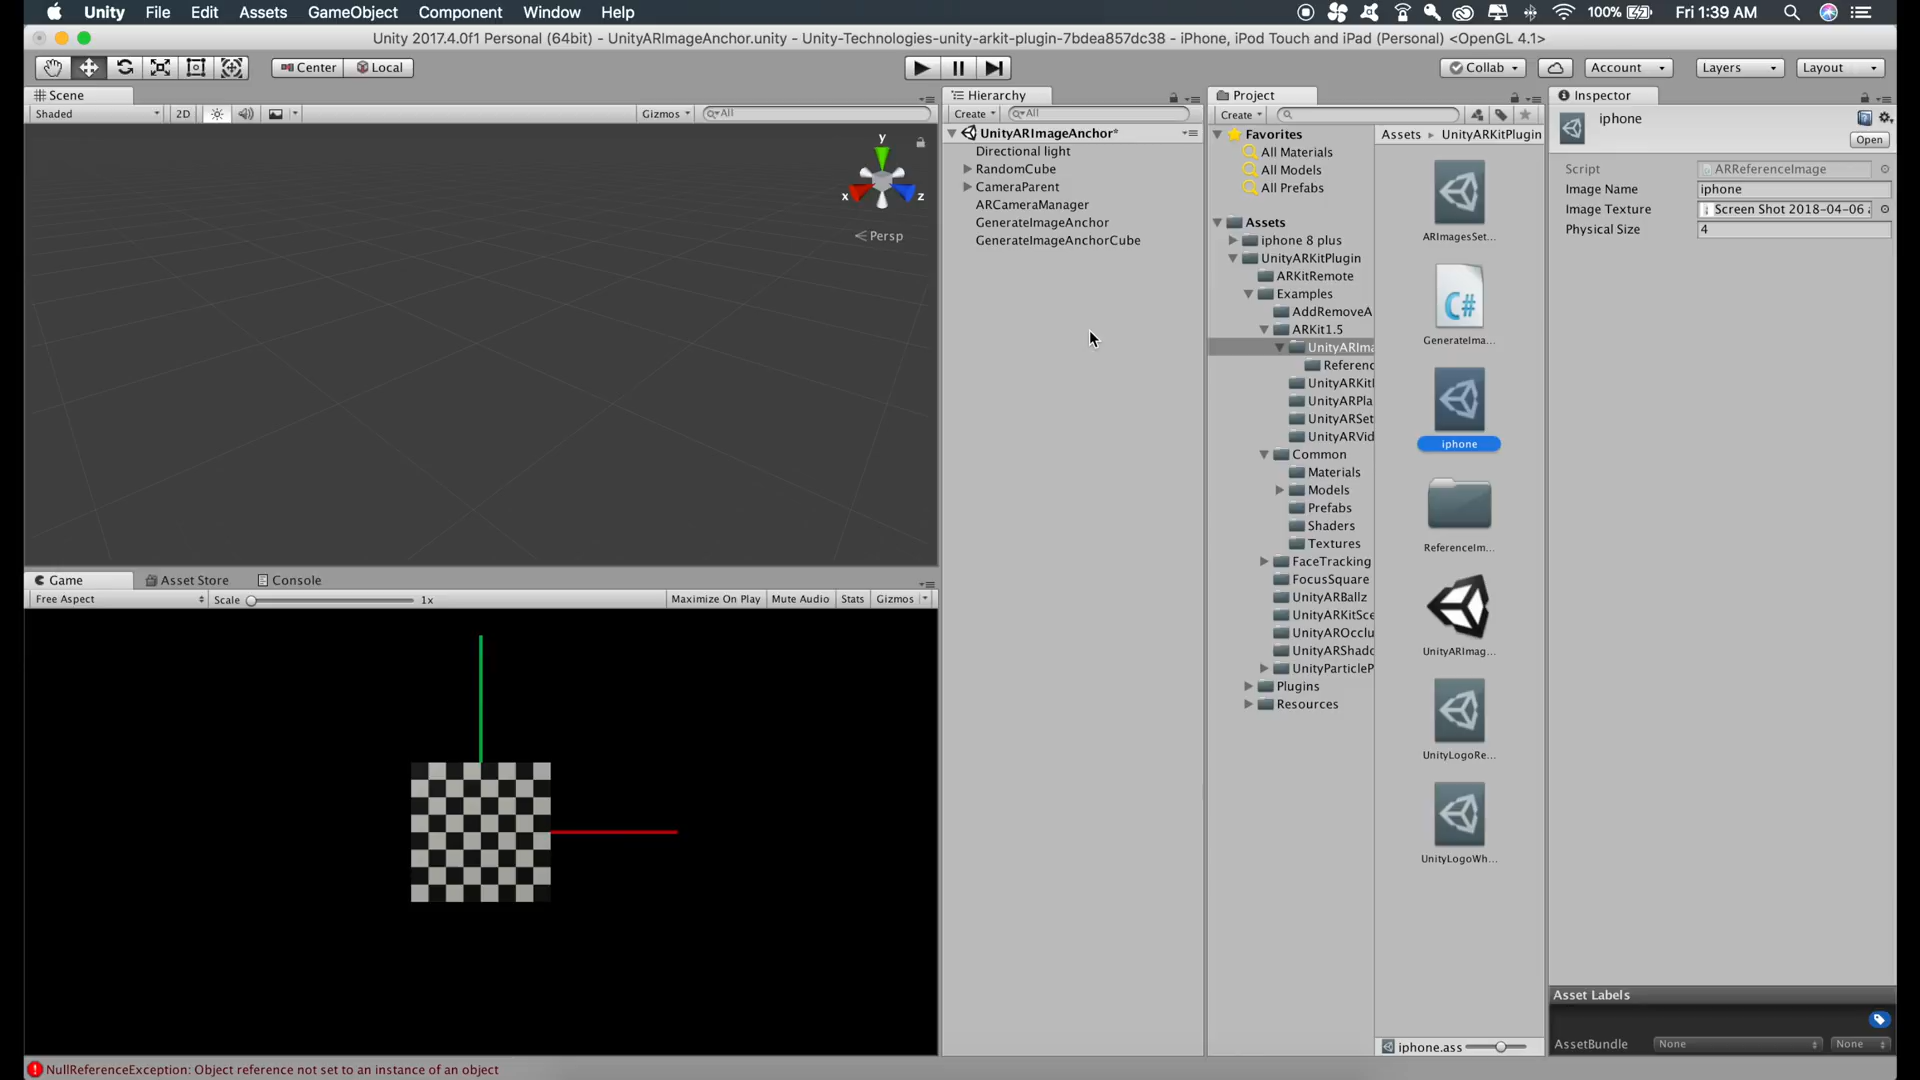 Unity File Edit Assets GameObject Component Window Help 100% Fri 1:39 AM
Unity 2017.4.0f1 Personal (64bit) - UnityARImageAnchor.unity - Unity-Technologies-unity-arkit-plugin-7bdea857dc38 - iPhone, iPod Touch and iPad (Personal) <OpenGL 4.1>
Center Local Collab Account Layers Layout
Scene
Shaded 2D Gizmos All
y
x z
Persp
Game Asset Store Console
Free Aspect Scale 1x Maximize On Play Mute Audio Stats Gizmos
Hierarchy
Create All
UnityARImageAnchor*
Directional light
RandomCube
CameraParent
ARCameraManager
GenerateImageAnchor
GenerateImageAnchorCube
Project
Create
Favorites
All Materials
All Models
All Prefabs
Assets
iphone 8 plus
UnityARKitPlugin
ARKitRemote
Examples
AddRemoveA
ARKit1.5
UnityARIma
Referenc
UnityARKitI
UnityARPla
UnityARSet
UnityARVid
Common
Materials
Models
Prefabs
Shaders
Textures
FaceTracking
FocusSquare
UnityARBallz
UnityARKitSce
UnityAROcclu
UnityARShado
UnityParticleP
Plugins
Resources
Assets UnityARKitPlugin
ARImagesSet...
C#
GenerateIma...
iphone
ReferenceIm...
UnityARImag...
UnityLogoRe...
UnityLogoWh...
iphone.ass
Inspector
iphone
Open
Script ARReferenceImage
Image Name iphone
Image Texture Screen Shot 2018-04-06
Physical Size 4
Asset Labels
AssetBundle None None
NullReferenceException: Object reference not set to an instance of an object